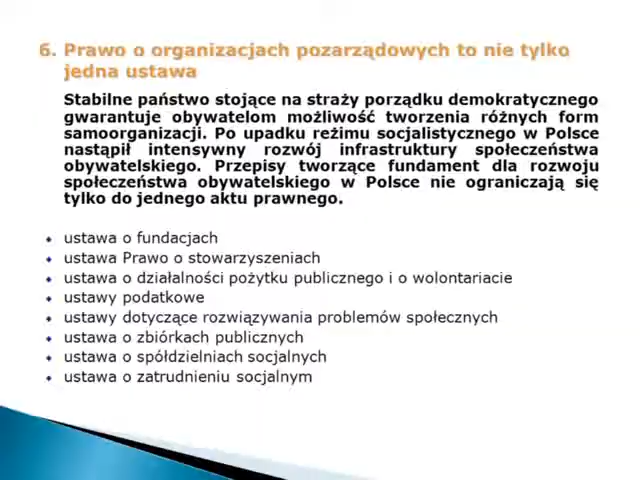 6. Prawo o organizacjach pozarządowych to nie tylko
jedna ustawa
Stabilne państwo stojące na straży porządku demokratycznego
gwarantuje obywatelom możliwość tworzenia różnych form
samoorganizacji. Po upadku reżimu socjalistycznego w Polsce
nastąpił intensywny rozwój infrastruktury społeczeństwa
obywatelskiego. Przepisy tworzące fundament dla rozwoju
społeczeństwa obywatelskiego w Polsce nie ograniczają się
tylko do jednego aktu prawnego.
ustawa o fundacjach
ustawa Prawo o stowarzyszeniach
ustawa o działalności pożytku publicznego i o wolontariacie
ustawy podatkowe
ustawy dotyczące rozwiązywania problemów społecznych
ustawa o zbiórkach publicznych
ustawa o spółdzielniach socjalnych
ustawa o zatrudnieniu socjalnym